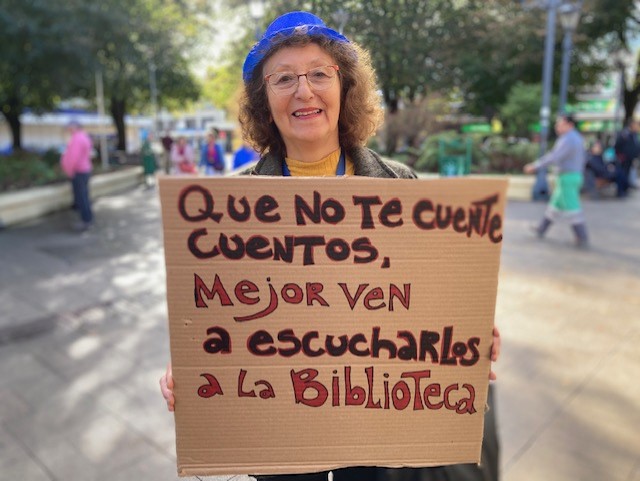 QUE NO TE CUENTE
CUENTOS,
MEjOR VEN
a eSCUCHaRLOS
a La BIBLIOTeCa